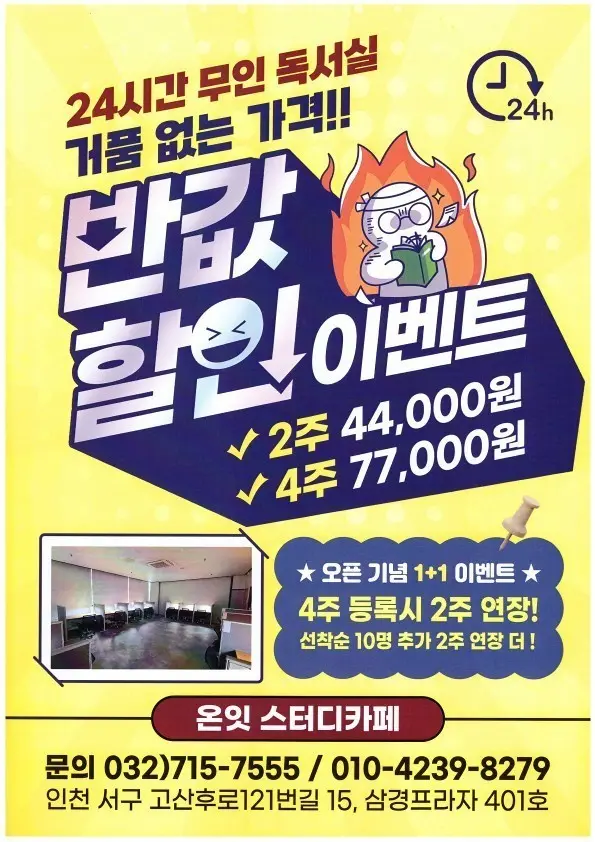 24시간 무인 독서실
거품 없는 가격!!
24h
반값
할인 이벤트
✓ 2주 44,000원
✓ 4주 77,000원
★ 오픈 기념 1+1 이벤트 ★
4주 등록시 2주 연장!
선착순 10명 추가 2주 연장 더 !
온잇 스터디카페
문의 032)715-7555 / 010-4239-8279
인천 서구 고산후로121번길 15, 삼경프라자 401호